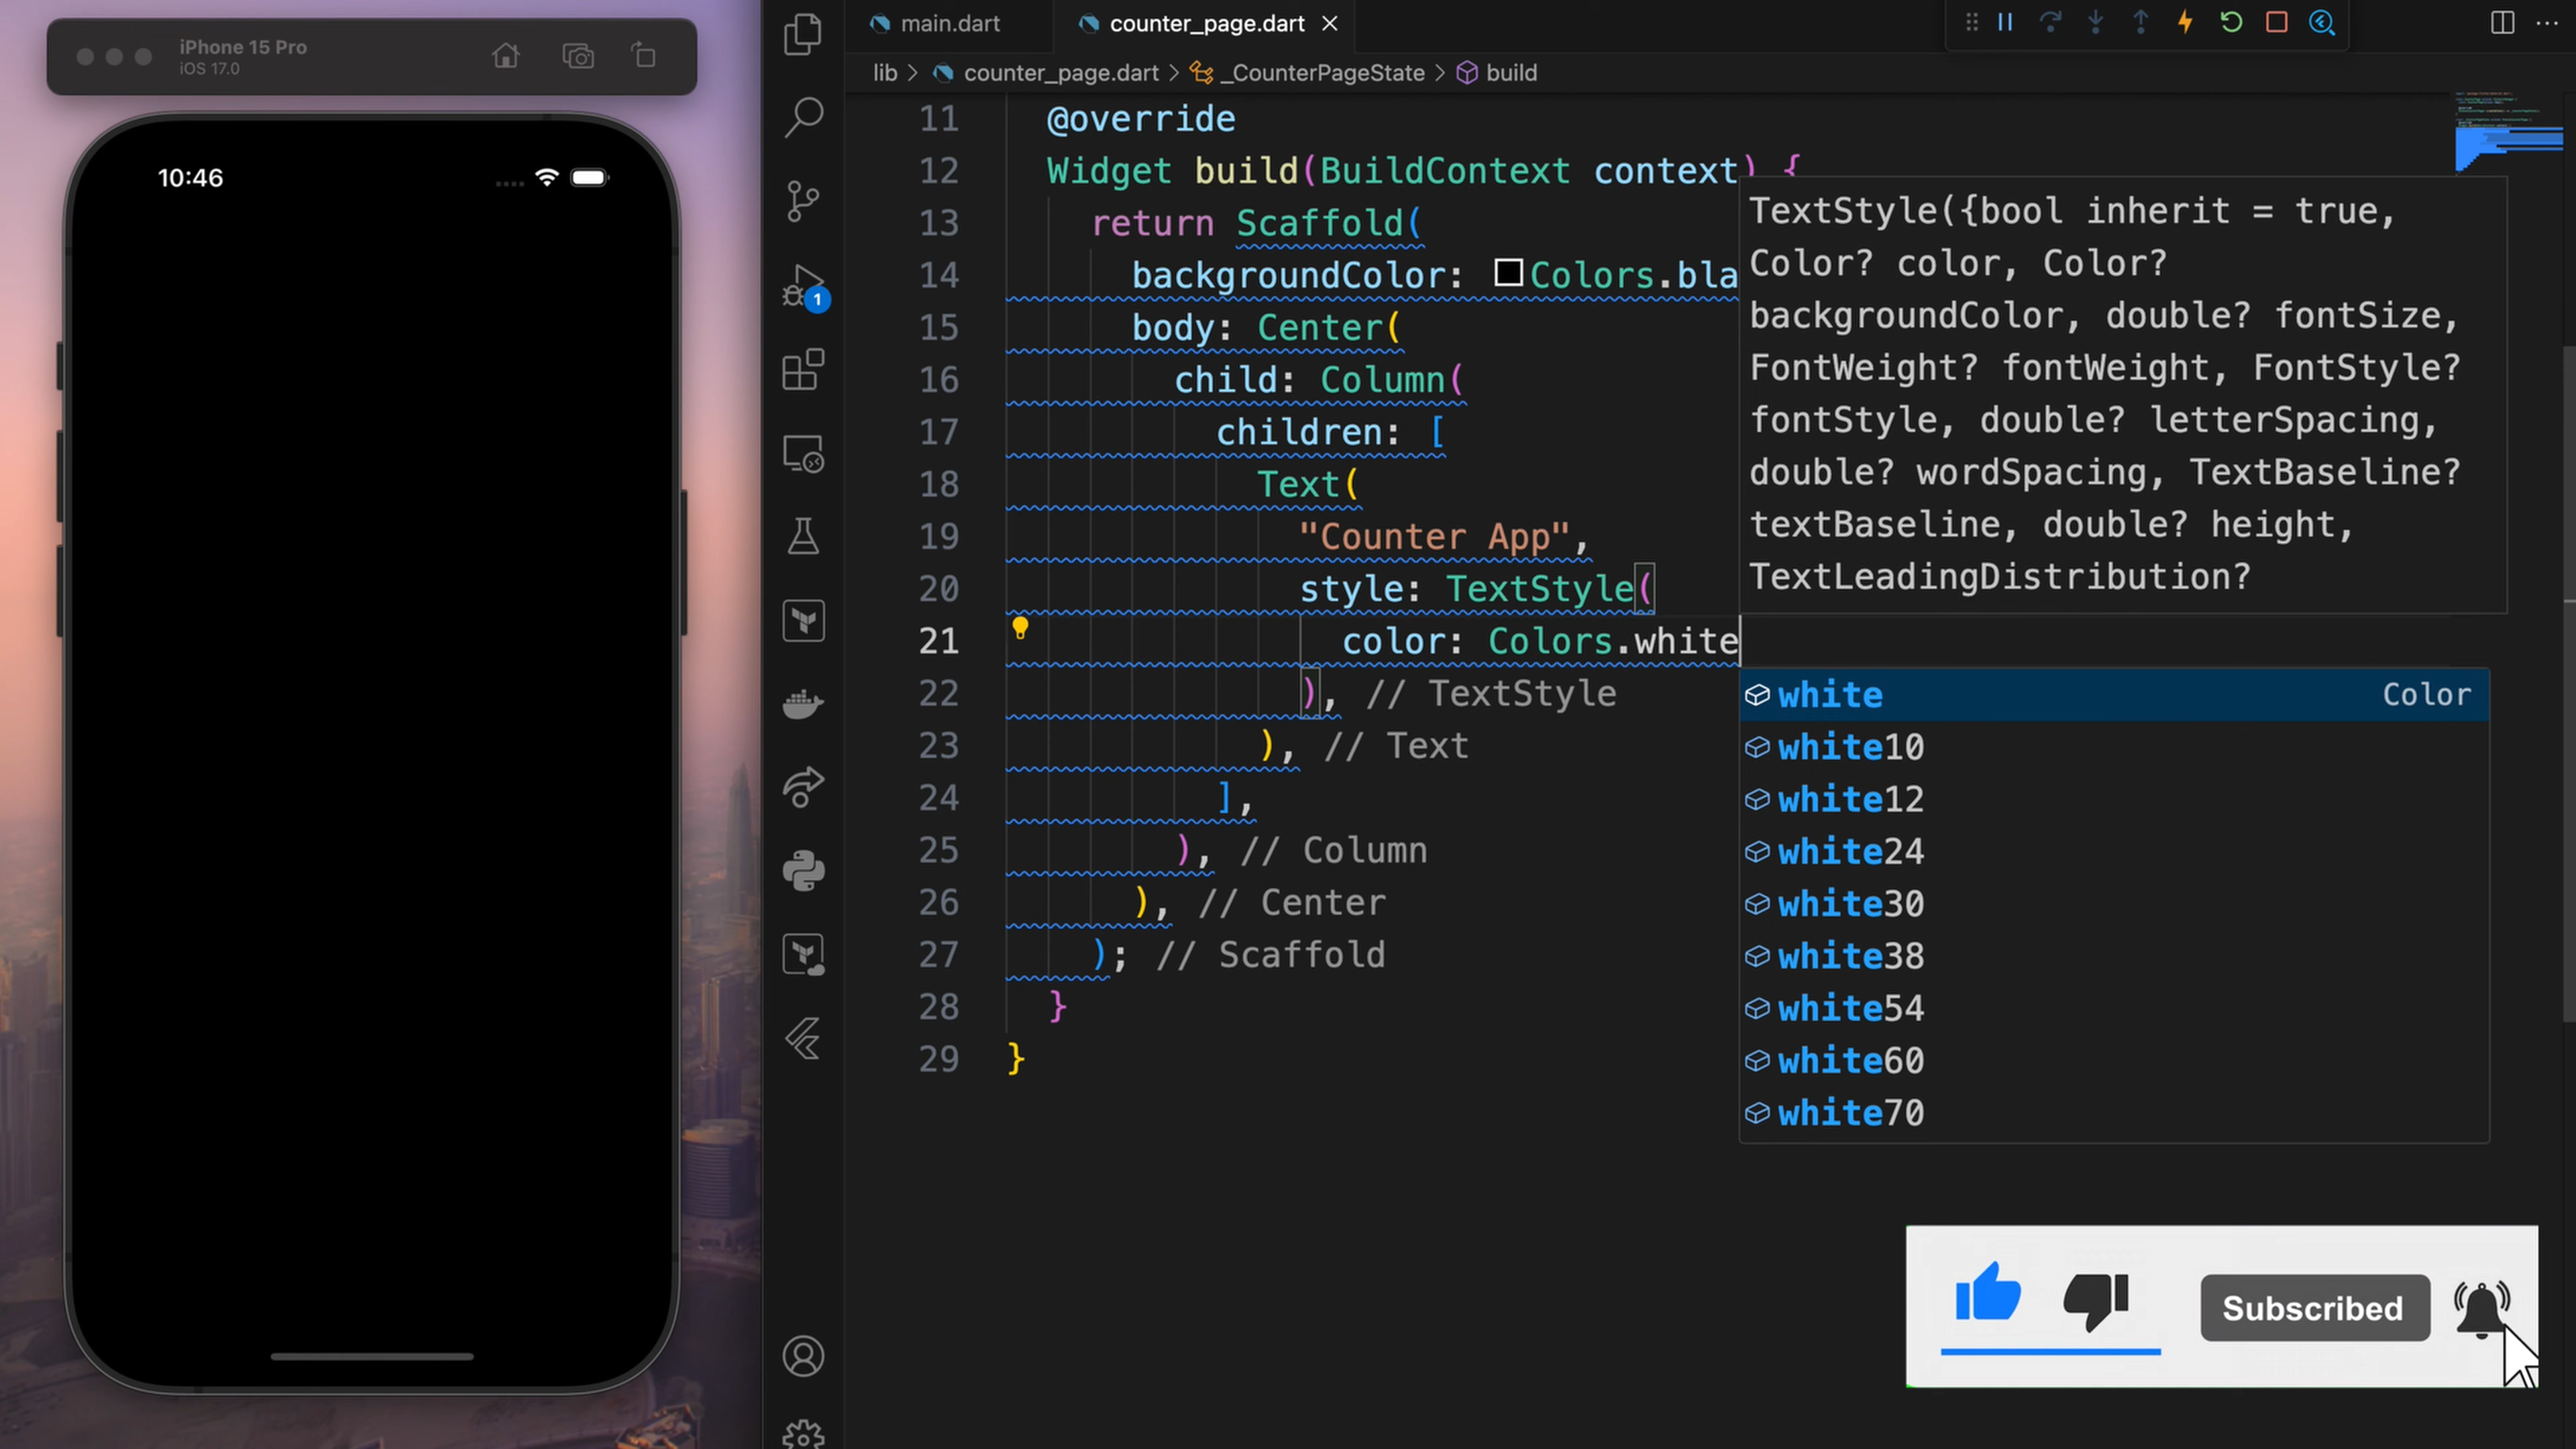 iPhone 15 Pro
iOS 17.0
10:46
1
main.dart
counter_page.dart
lib > counter_page.dart > _CounterPageState > build
11 @override
12 Widget build(BuildContext context) {
13 return Scaffold(
14 backgroundColor: Colors.bla
15 body: Center(
16 child: Column(
17 children: [
18 Text(
19 "Counter App",
20 style: TextStyle(
21 color: Colors.white
22 ), // TextStyle
23 ), // Text
24 ],
25 ), // Column
26 ), // Center
27 ); // Scaffold
28 }
29 }
TextStyle({bool inherit = true,
Color? color, Color?
backgroundColor, double? fontSize,
FontWeight? fontWeight, FontStyle?
fontStyle, double? letterSpacing,
double? wordSpacing, TextBaseline?
textBaseline, double? height,
TextLeadingDistribution?
white Color
white10
white12
white24
white30
white38
white54
white60
white70
Subscribed